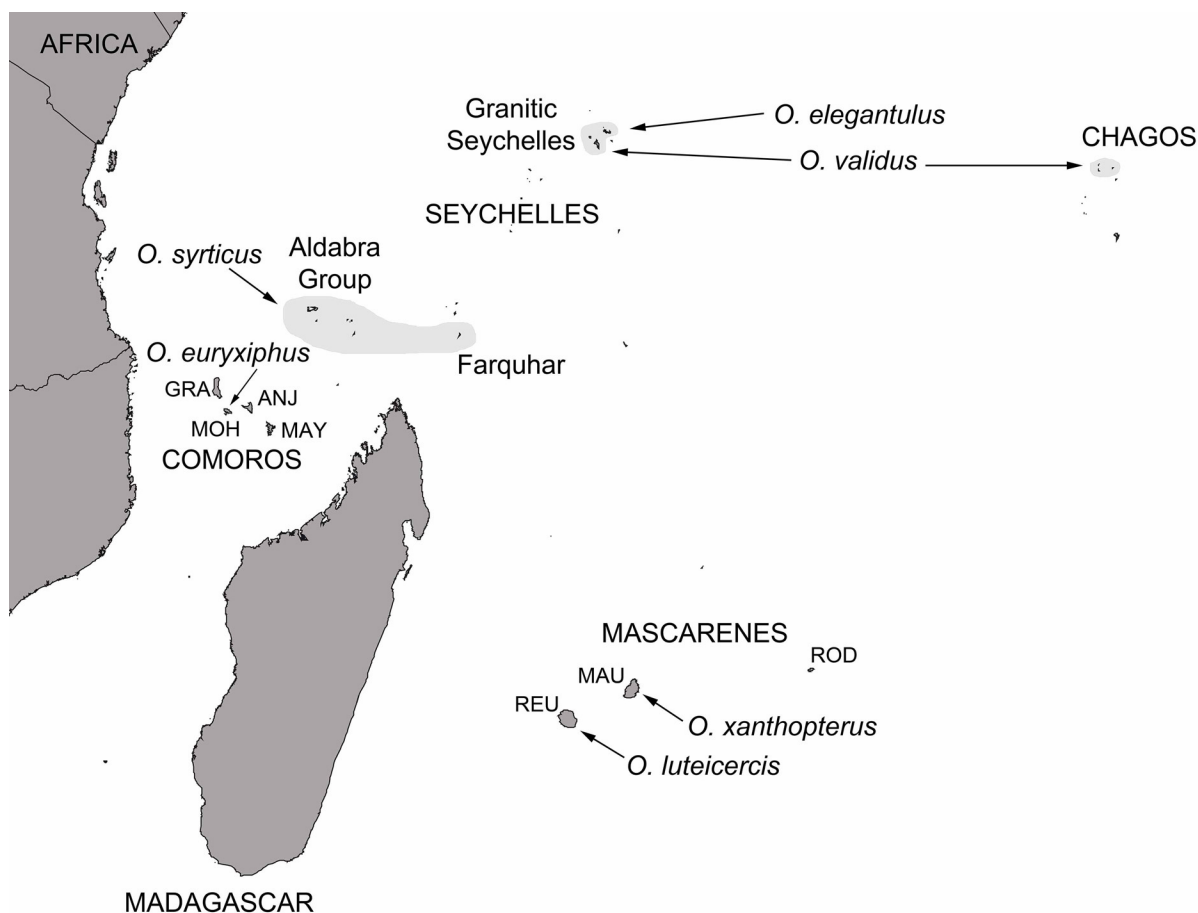 AFRICA
Granitic
Seychelles
O. elegantulus
O. validus
CHAGOS
SEYCHELLES
O. syrticus
Aldabra
Group
O. euryxiphus
Farquhar
GRA
ANJ
MOH
MAY
COMOROS
MASCARENES
ROD
MAU
REU
O. xanthopterus
O. luteicercis
MADAGASCAR